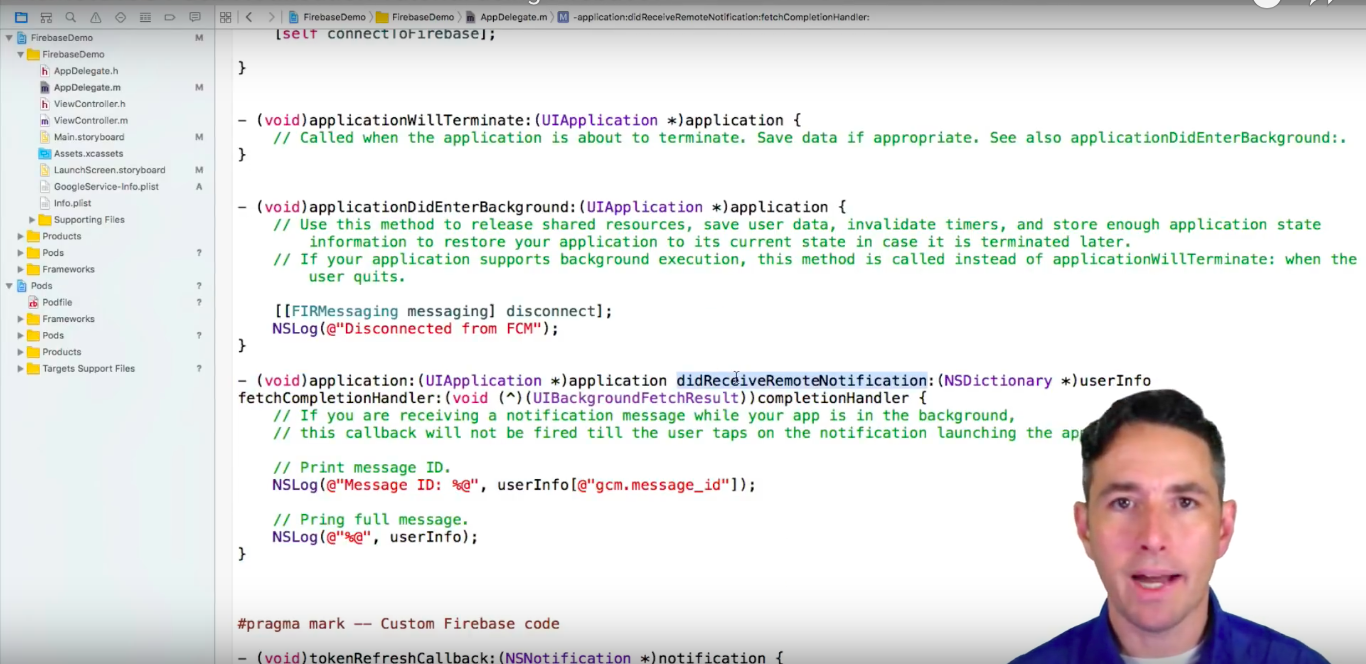 FirebaseDemo FirebaseDemo AppDelegate.m M -application:didReceiveRemoteNotification:fetchCompletionHandler:
FirebaseDemo M
FirebaseDemo
AppDelegate.h
AppDelegate.m M
ViewController.h
ViewController.m
Main.storyboard M
Assets.xcassets
LaunchScreen.storyboard M
GoogleService-Info.plist A
Info.plist
Supporting Files
Products
Pods ?
Frameworks
Pods ?
Podfile ?
Frameworks
Pods ?
Products
Targets Support Files ?
[self connectToFirebase];
}
- (void)applicationWillTerminate:(UIApplication *)application {
// Called when the application is about to terminate. Save data if appropriate. See also applicationDidEnterBackground:.
}
- (void)applicationDidEnterBackground:(UIApplication *)application {
// Use this method to release shared resources, save user data, invalidate timers, and store enough application state
information to restore your application to its current state in case it is terminated later.
// If your application supports background execution, this method is called instead of applicationWillTerminate: when the
user quits.
[[FIRMessaging messaging] disconnect];
NSLog(@"Disconnected from FCM");
}
- (void)application:(UIApplication *)application didReceiveRemoteNotification:(NSDictionary *)userInfo
fetchCompletionHandler:(void (^)(UIBackgroundFetchResult))completionHandler {
// If you are receiving a notification message while your app is in the background,
// this callback will not be fired till the user taps on the notification launching the
// Print message ID.
NSLog(@"Message ID: %@", userInfo[@"gcm.message_id"]);
// Pring full message.
NSLog(@"%@", userInfo);
}
#pragma mark -- Custom Firebase code
- (void)tokenRefreshCallback:(NSNotification *)notification {